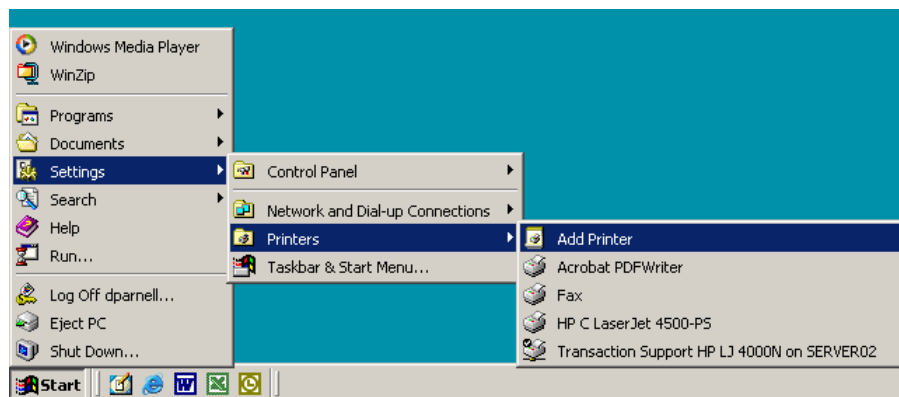 Windows Media Player
WinZip
Programs
Documents
Settings
Search
Help
Run...
Log Off dparnell...
Eject PC
Shut Down...
Control Panel
Network and Dial-up Connections
Printers
Taskbar & Start Menu...
Add Printer
Acrobat PDFWriter
Fax
HP C LaserJet 4500-PS
Transaction Support HP LJ 4000N on SERVER02
Start